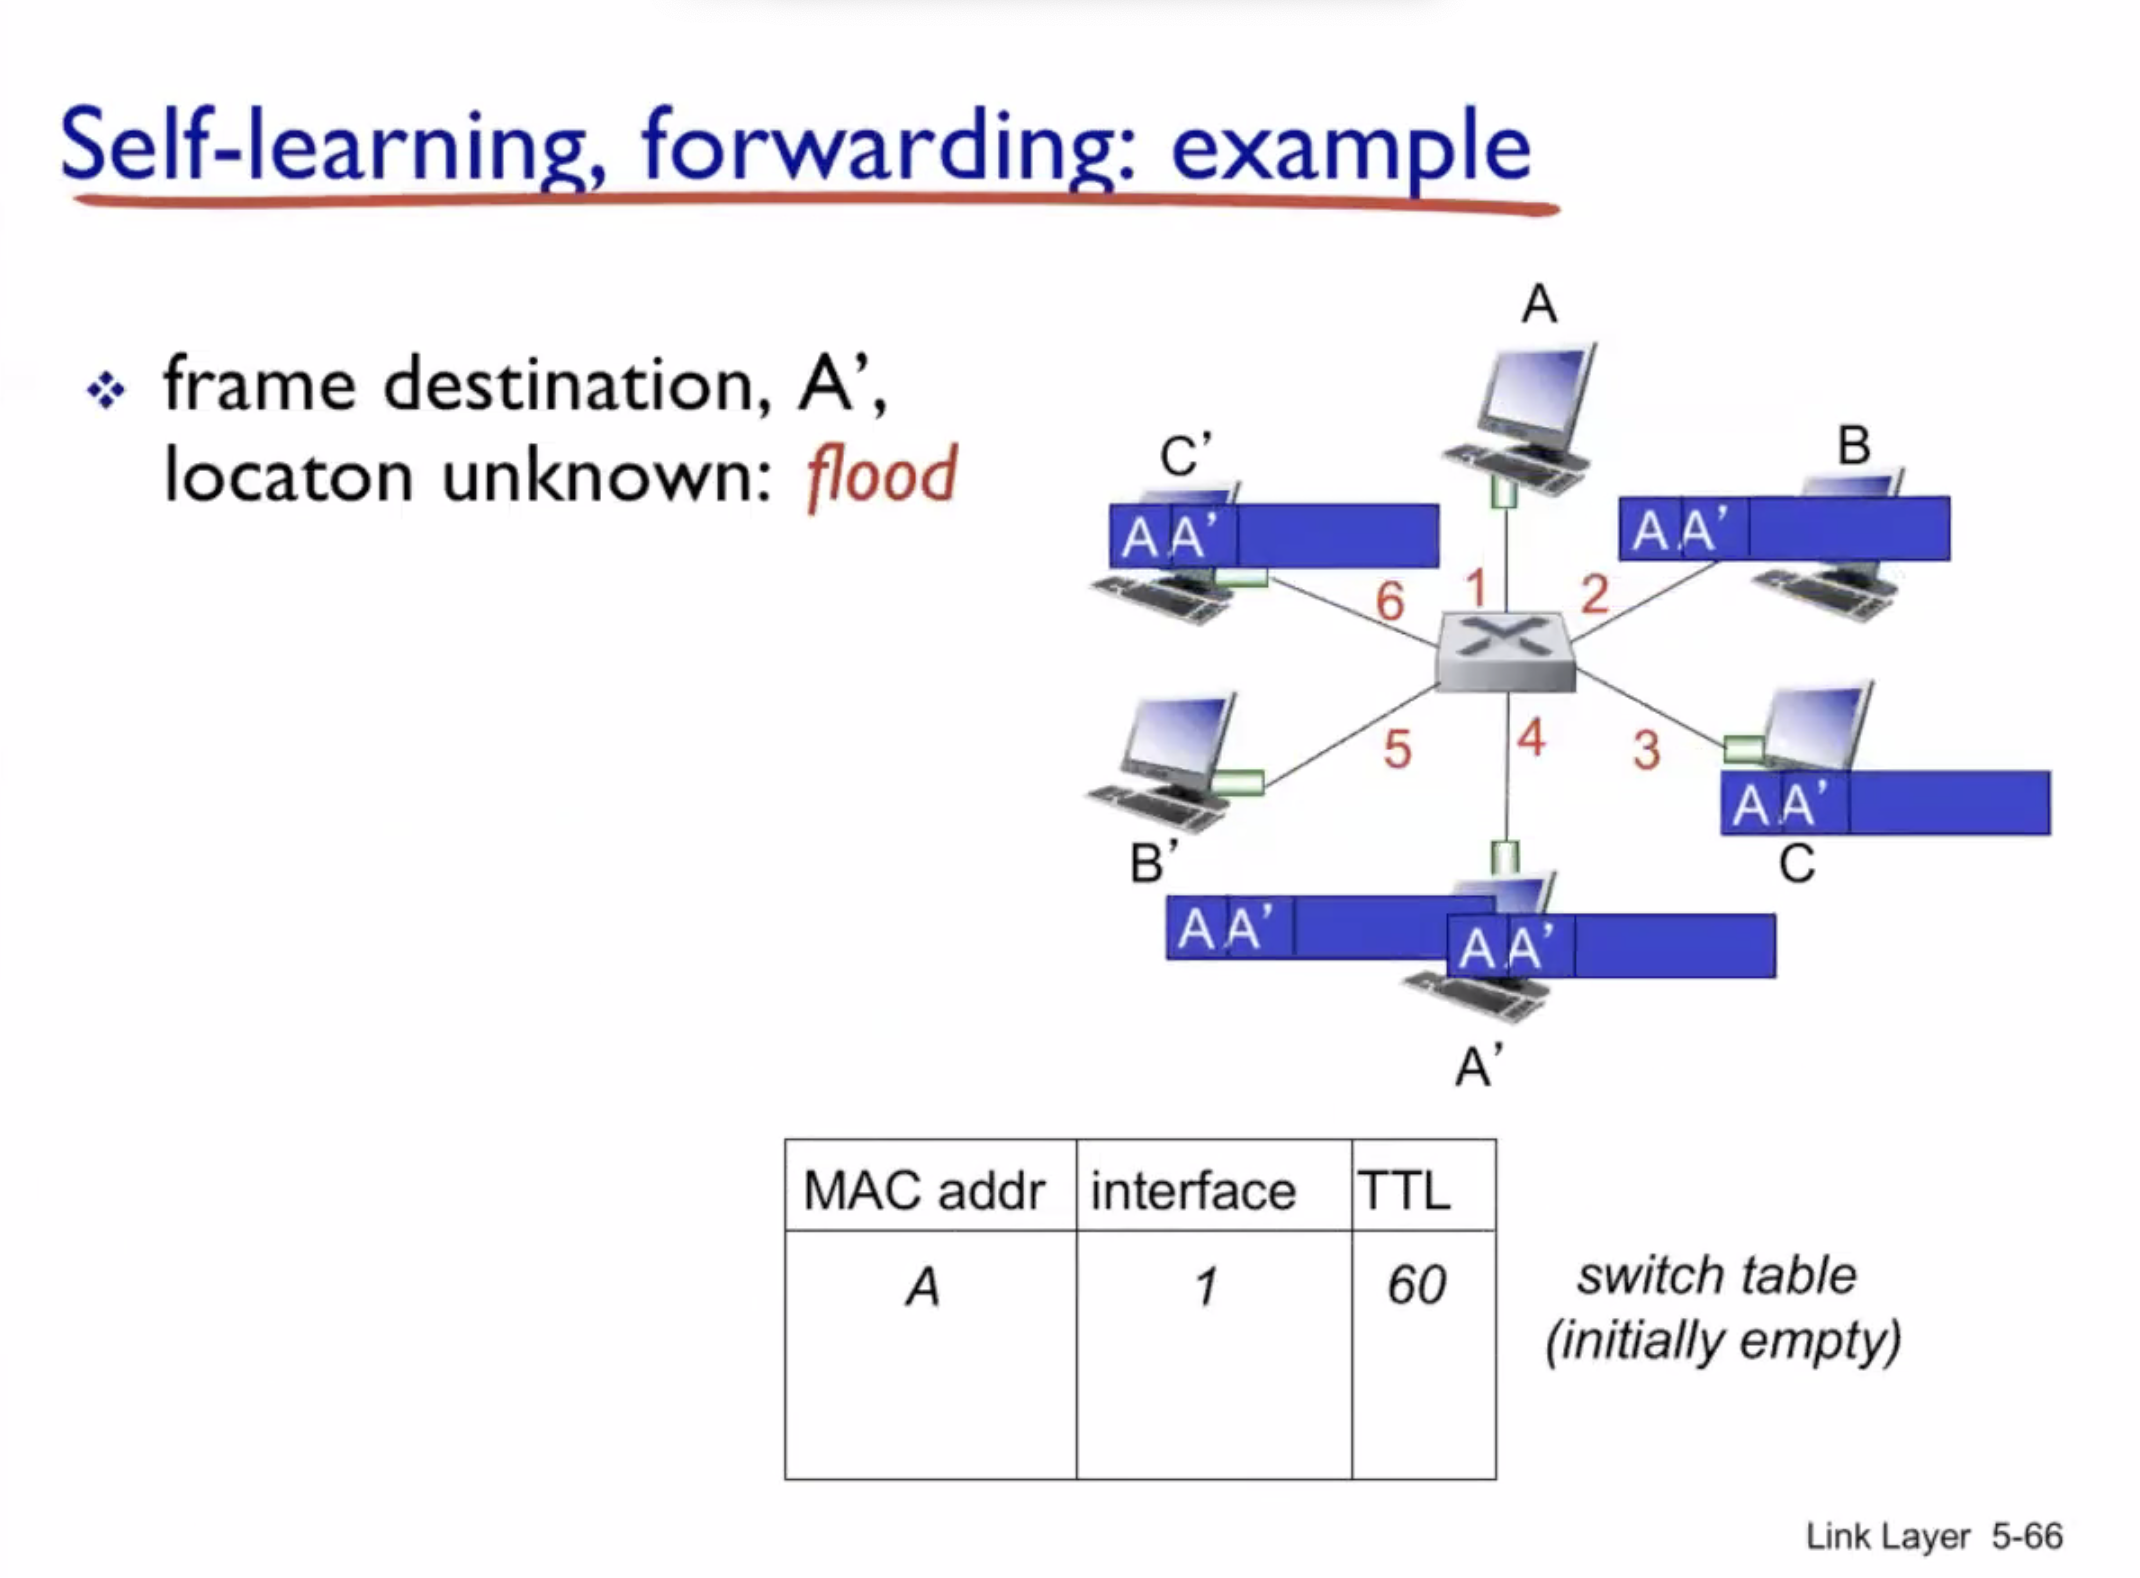 Self-learning, forwarding: example
frame destination, A’,
locaton unknown: flood
A
B
C’
A A’
A A’
6
1
2
5
4
3
A A’
B’
C
A A’
A A’
A’
MAC addr interface TTL
A 1 60
switch table
(initially empty)
Link Layer 5-66